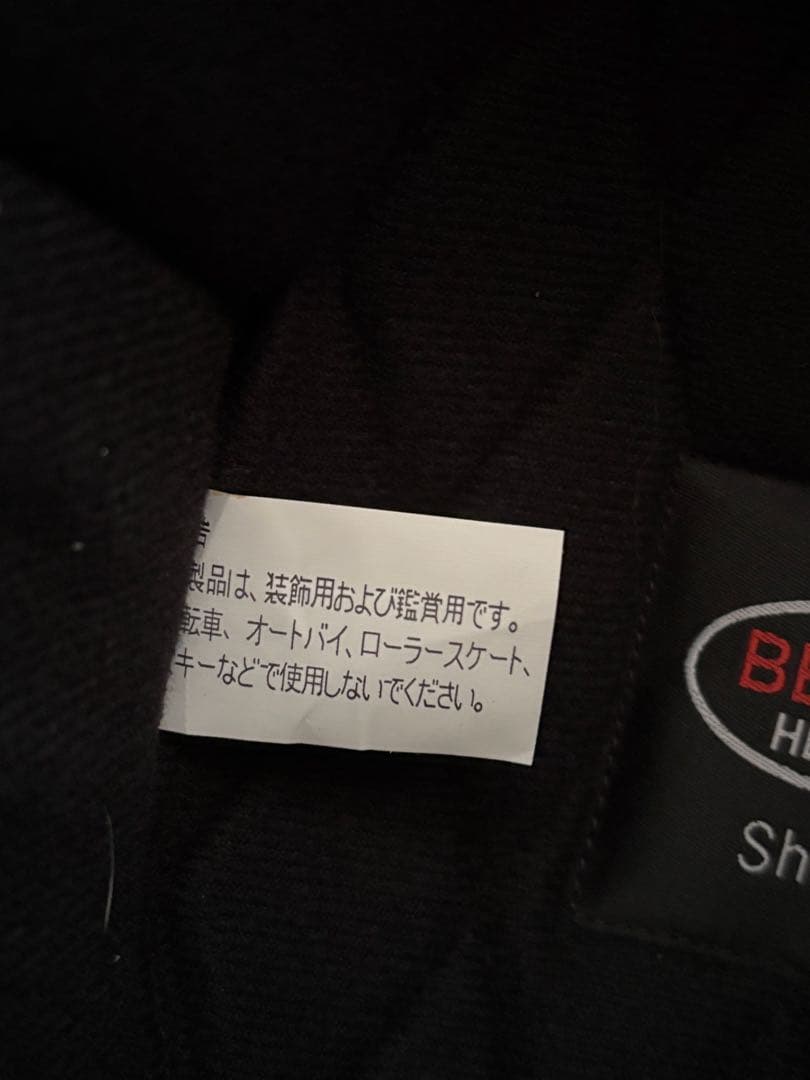 告
製品は、装飾用および鑑賞用です。
転車、オートバイ、ローラースケート、
キーなどで使用しないでください。